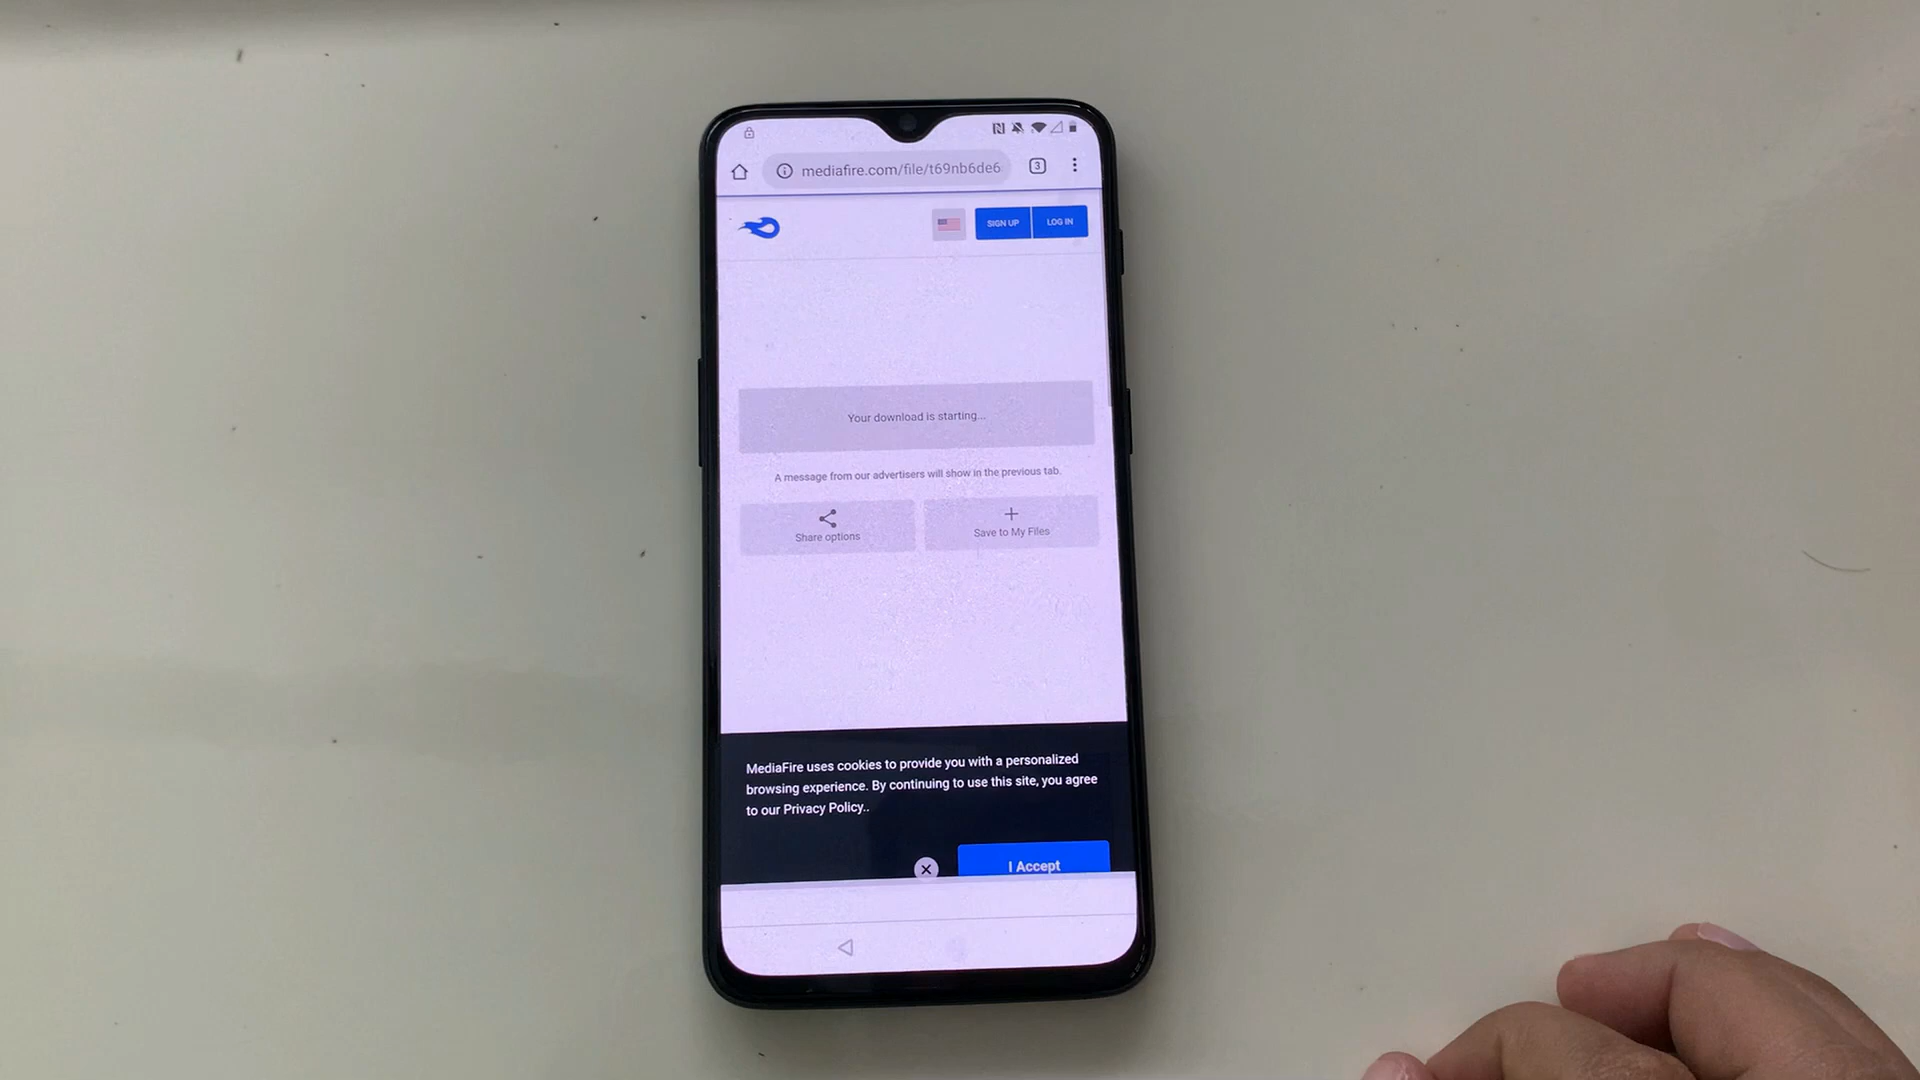 mediafire.com/file/t69nb6de6
3
SIGN UP
LOG IN
Your download is starting...
A message from our advertisers will show in the previous tab.
Share options
Save to My Files
MediaFire uses cookies to provide you with a personalized
browsing experience. By continuing to use this site, you agree
to our Privacy Policy..
I Accept